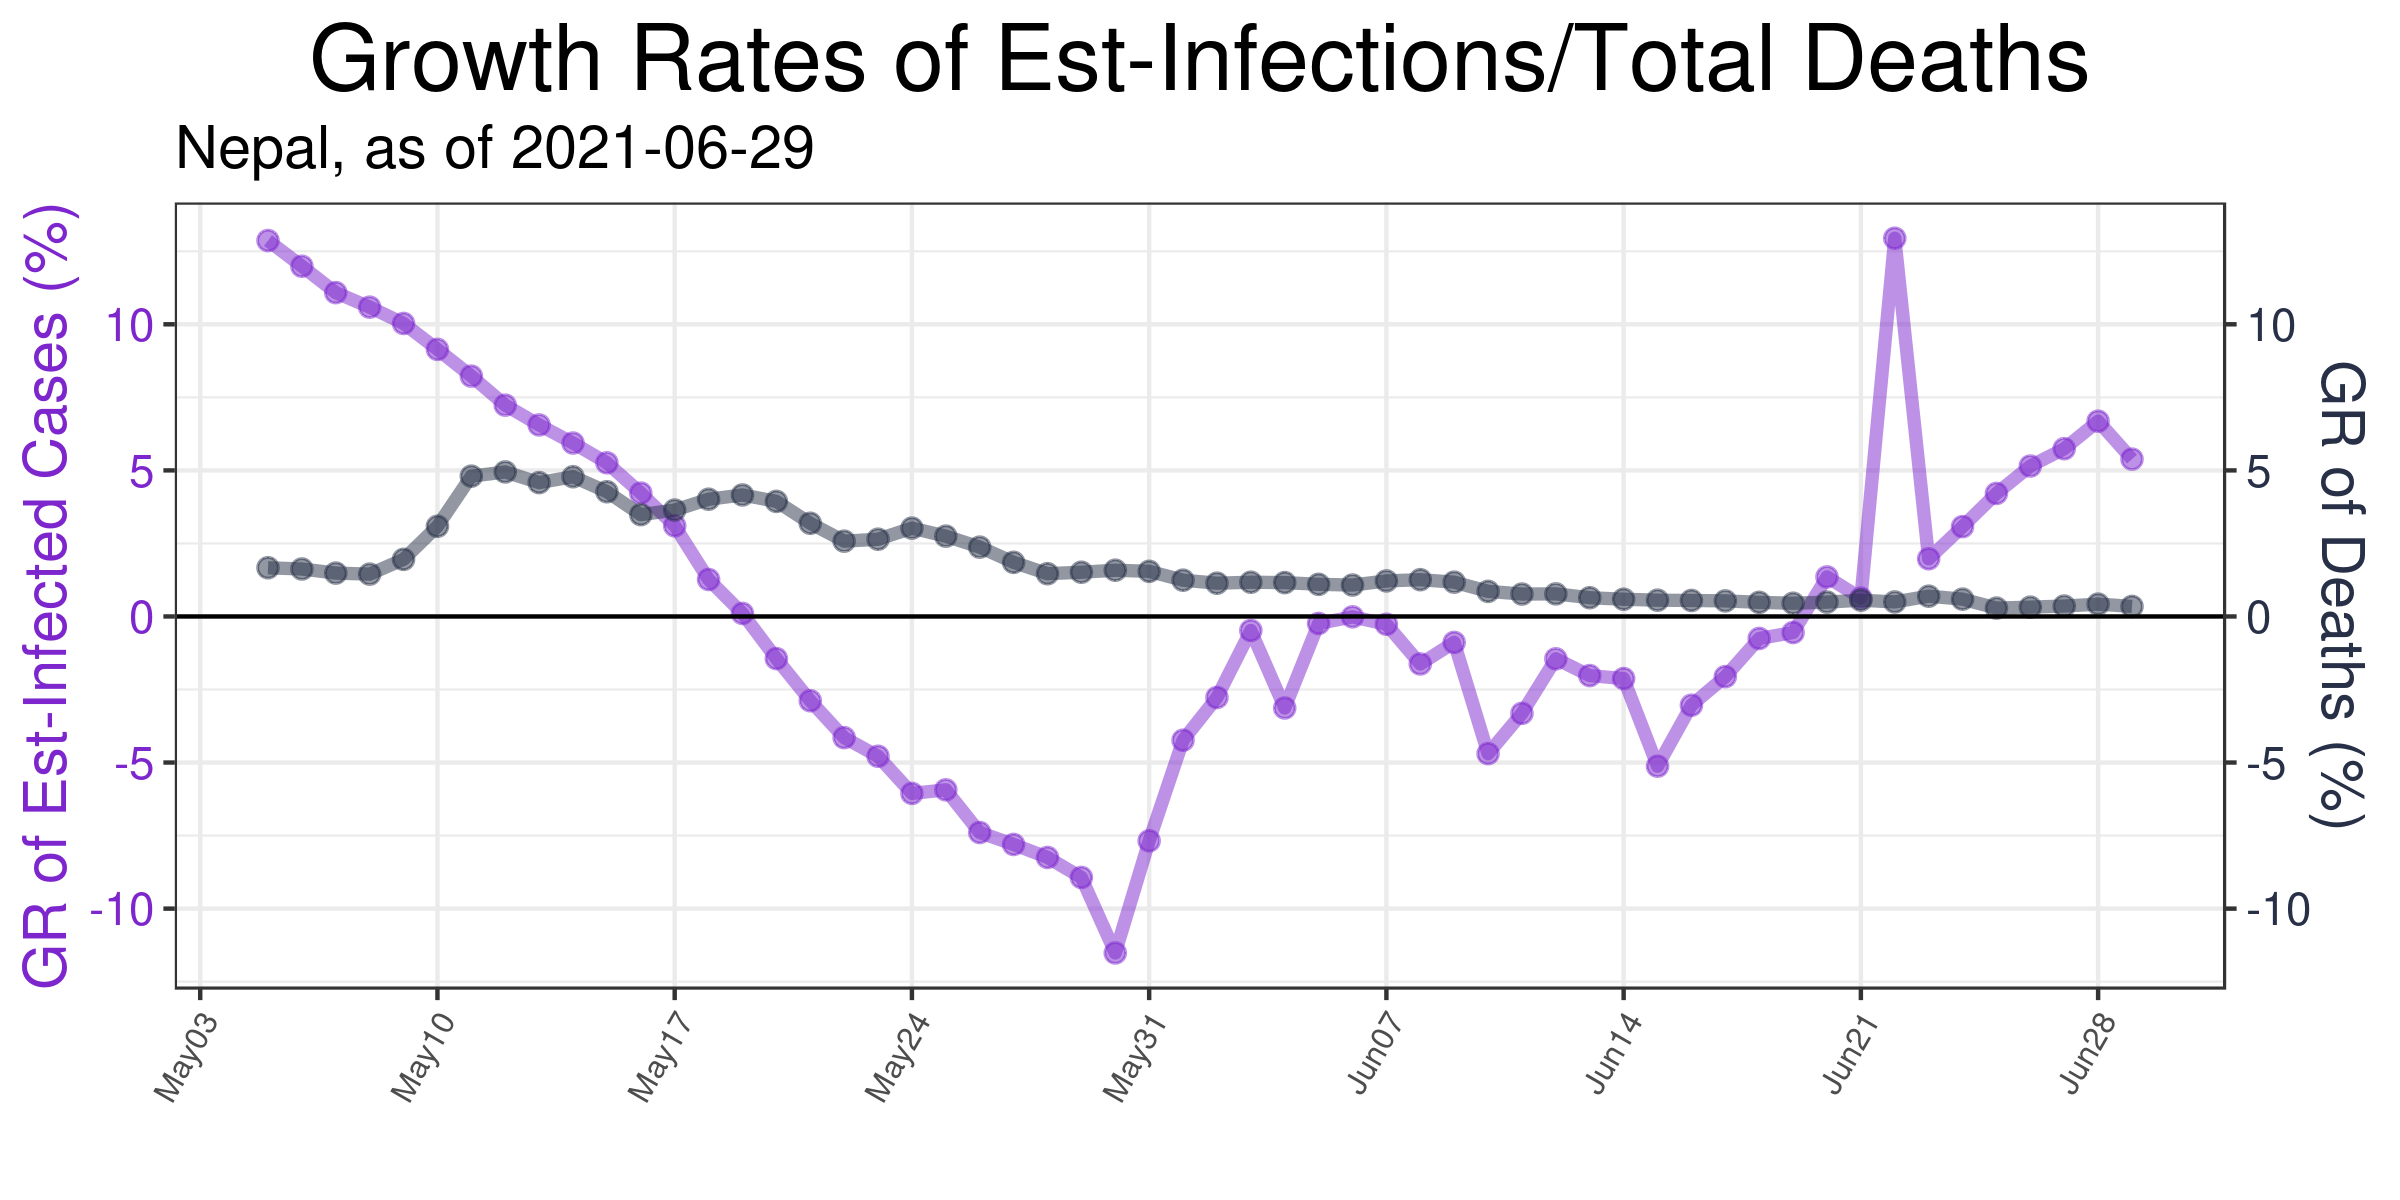 Growth Rates of Est-Infections/Total Deaths
Nepal, as of 2021-06-29
GR of Est-Infected Cases (%)
10
5
0
-5
-10
10
5
0
-5
-10
GR of Deaths (%)
May03
May10
May17
May24
May31
Jun07
Jun14
Jun21
Jun28